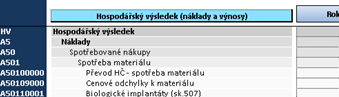 Hospodářský výsledek (náklady a výnosy) Rok
HV Hospodářský výsledek
A5 Náklady
A50 Spotřebované nákupy
A501 Spotřeba materiálu
A50100000 Převod HČ - spotřeba materiálu
A50109000 Cenové odchylky k materiálu
A50110001 Biologické implantáty (sk.507)